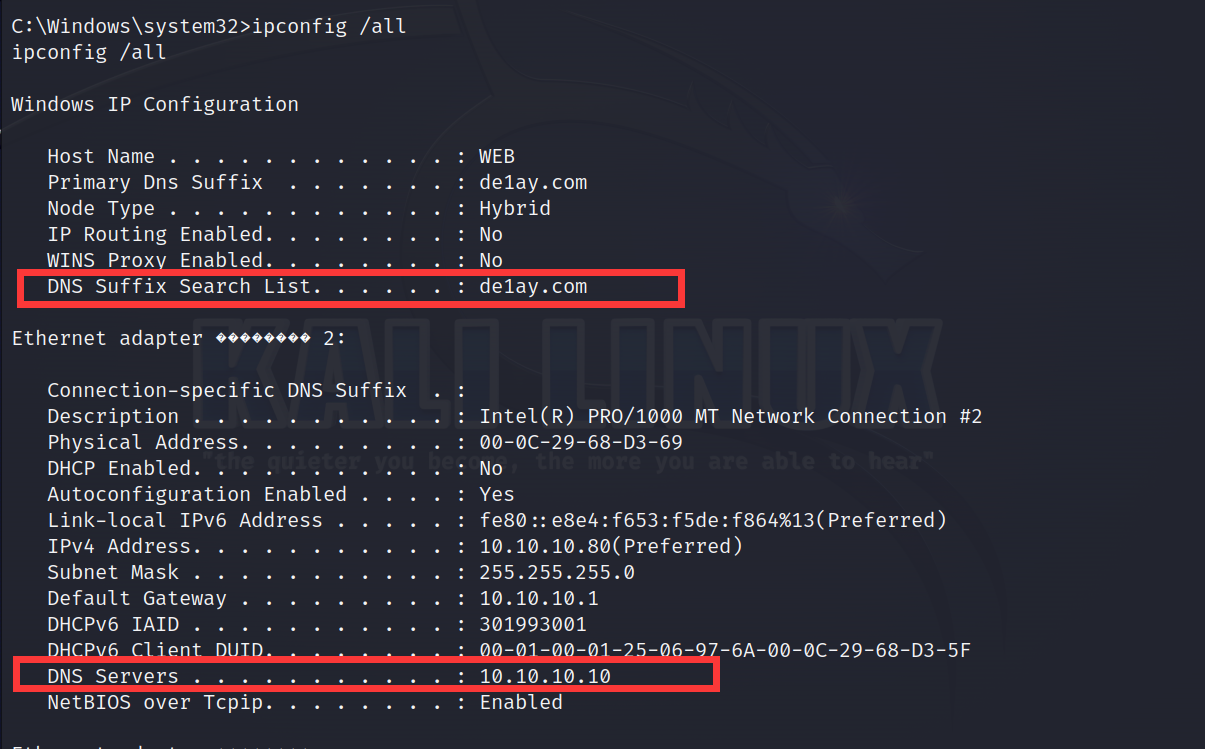 C:\Windows\system32>ipconfig /all
ipconfig /all
Windows IP Configuration
Host Name . . . . . . . . . . . . : WEB
Primary Dns Suffix  . . . . . . . : de1ay.com
Node Type . . . . . . . . . . . . : Hybrid
IP Routing Enabled. . . . . . . . : No
WINS Proxy Enabled. . . . . . . . : No
DNS Suffix Search List. . . . . . : de1ay.com
Ethernet adapter �������� 2:
KALI LINUX
Connection-specific DNS Suffix  . :
Description . . . . . . . . . . . : Intel(R) PRO/1000 MT Network Connection #2
Physical Address. . . . . . . . . : 00-0C-29-68-D3-69
"the quieter you become, the more you are able to hear"
DHCP Enabled. . . . . . . . . . . : No
Autoconfiguration Enabled . . . . : Yes
Link-local IPv6 Address . . . . . : fe80::e8e4:f653:f5de:f864%13(Preferred)
IPv4 Address. . . . . . . . . . . : 10.10.10.80(Preferred)
Subnet Mask . . . . . . . . . . . : 255.255.255.0
Default Gateway . . . . . . . . . : 10.10.10.1
DHCPv6 IAID . . . . . . . . . . . : 301993001
DHCPv6 Client DUID. . . . . . . . : 00-01-00-01-25-06-97-6A-00-0C-29-68-D3-5F
DNS Servers . . . . . . . . . . . : 10.10.10.10
NetBIOS over Tcpip. . . . . . . . : Enabled